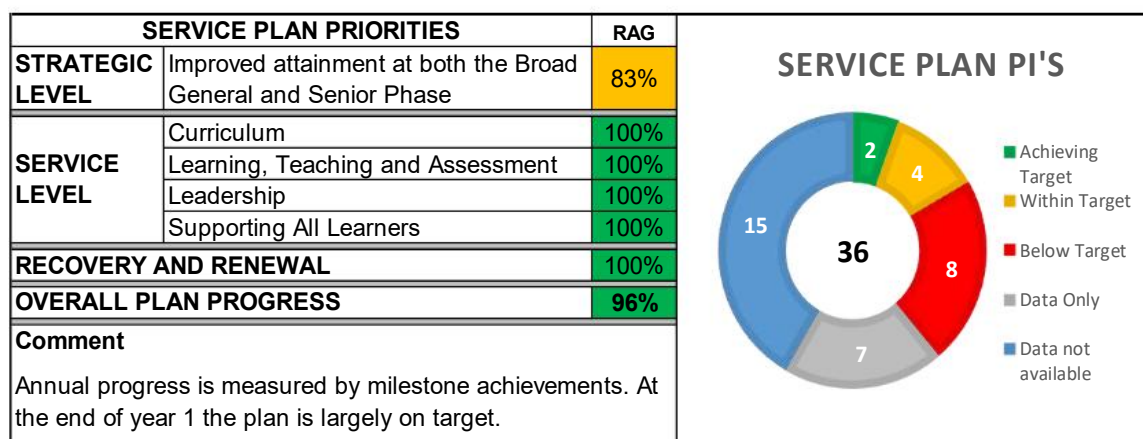 SERVICE PLAN PRIORITIES RAG
STRATEGIC LEVEL Improved attainment at both the Broad General and Senior Phase 83%
SERVICE LEVEL
Curriculum 100%
Learning, Teaching and Assessment 100%
Leadership 100%
Supporting All Learners 100%
RECOVERY AND RENEWAL 100%
OVERALL PLAN PROGRESS 96%
Comment
Annual progress is measured by milestone achievements. At
the end of year 1 the plan is largely on target.
SERVICE PLAN PI'S
2
4
8
7
15
36
Achieving
Target
Within Target
Below Target
Data Only
Data not
available